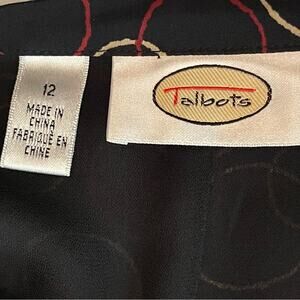 12
MADE IN
CHINA
FABRIQUÉ EN
CHINE
Talbots